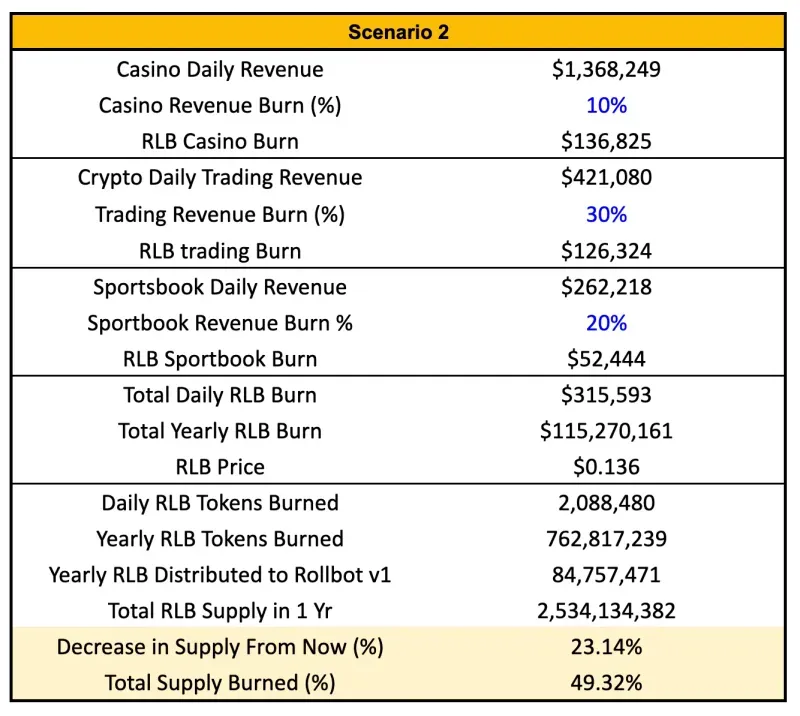 Scenario 2
Casino Daily Revenue $1,368,249
Casino Revenue Burn (%) 10%
RLB Casino Burn $136,825
Crypto Daily Trading Revenue $421,080
Trading Revenue Burn (%) 30%
RLB trading Burn $126,324
Sportsbook Daily Revenue $262,218
Sportbook Revenue Burn % 20%
RLB Sportbook Burn $52,444
Total Daily RLB Burn $315,593
Total Yearly RLB Burn $115,270,161
RLB Price $0.136
Daily RLB Tokens Burned 2,088,480
Yearly RLB Tokens Burned 762,817,239
Yearly RLB Distributed to Rollbot v1 84,757,471
Total RLB Supply in 1 Yr 2,534,134,382
Decrease in Supply From Now (%) 23.14%
Total Supply Burned (%) 49.32%